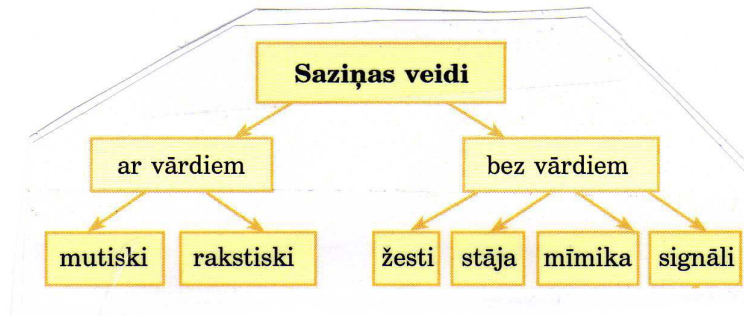 Saziņas veidi
ar vārdiem
bez vārdiem
mutiski
rakstiski
žesti
stāja
mīmika
signāli